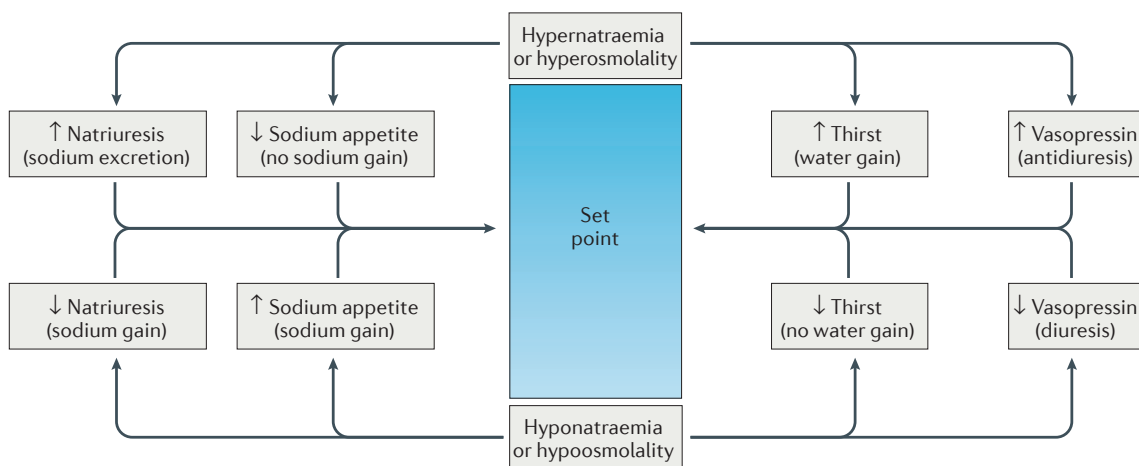 Hypernatraemia
or hyperosmolality
↑ Natriuresis
(sodium excretion)
↓ Sodium appetite
(no sodium gain)
↑ Thirst
(water gain)
↑ Vasopressin
(antidiuresis)
Set
point
↓ Natriuresis
(sodium gain)
↑ Sodium appetite
(sodium gain)
↓ Thirst
(no water gain)
↓ Vasopressin
(diuresis)
Hyponatraemia
or hypoosmolality